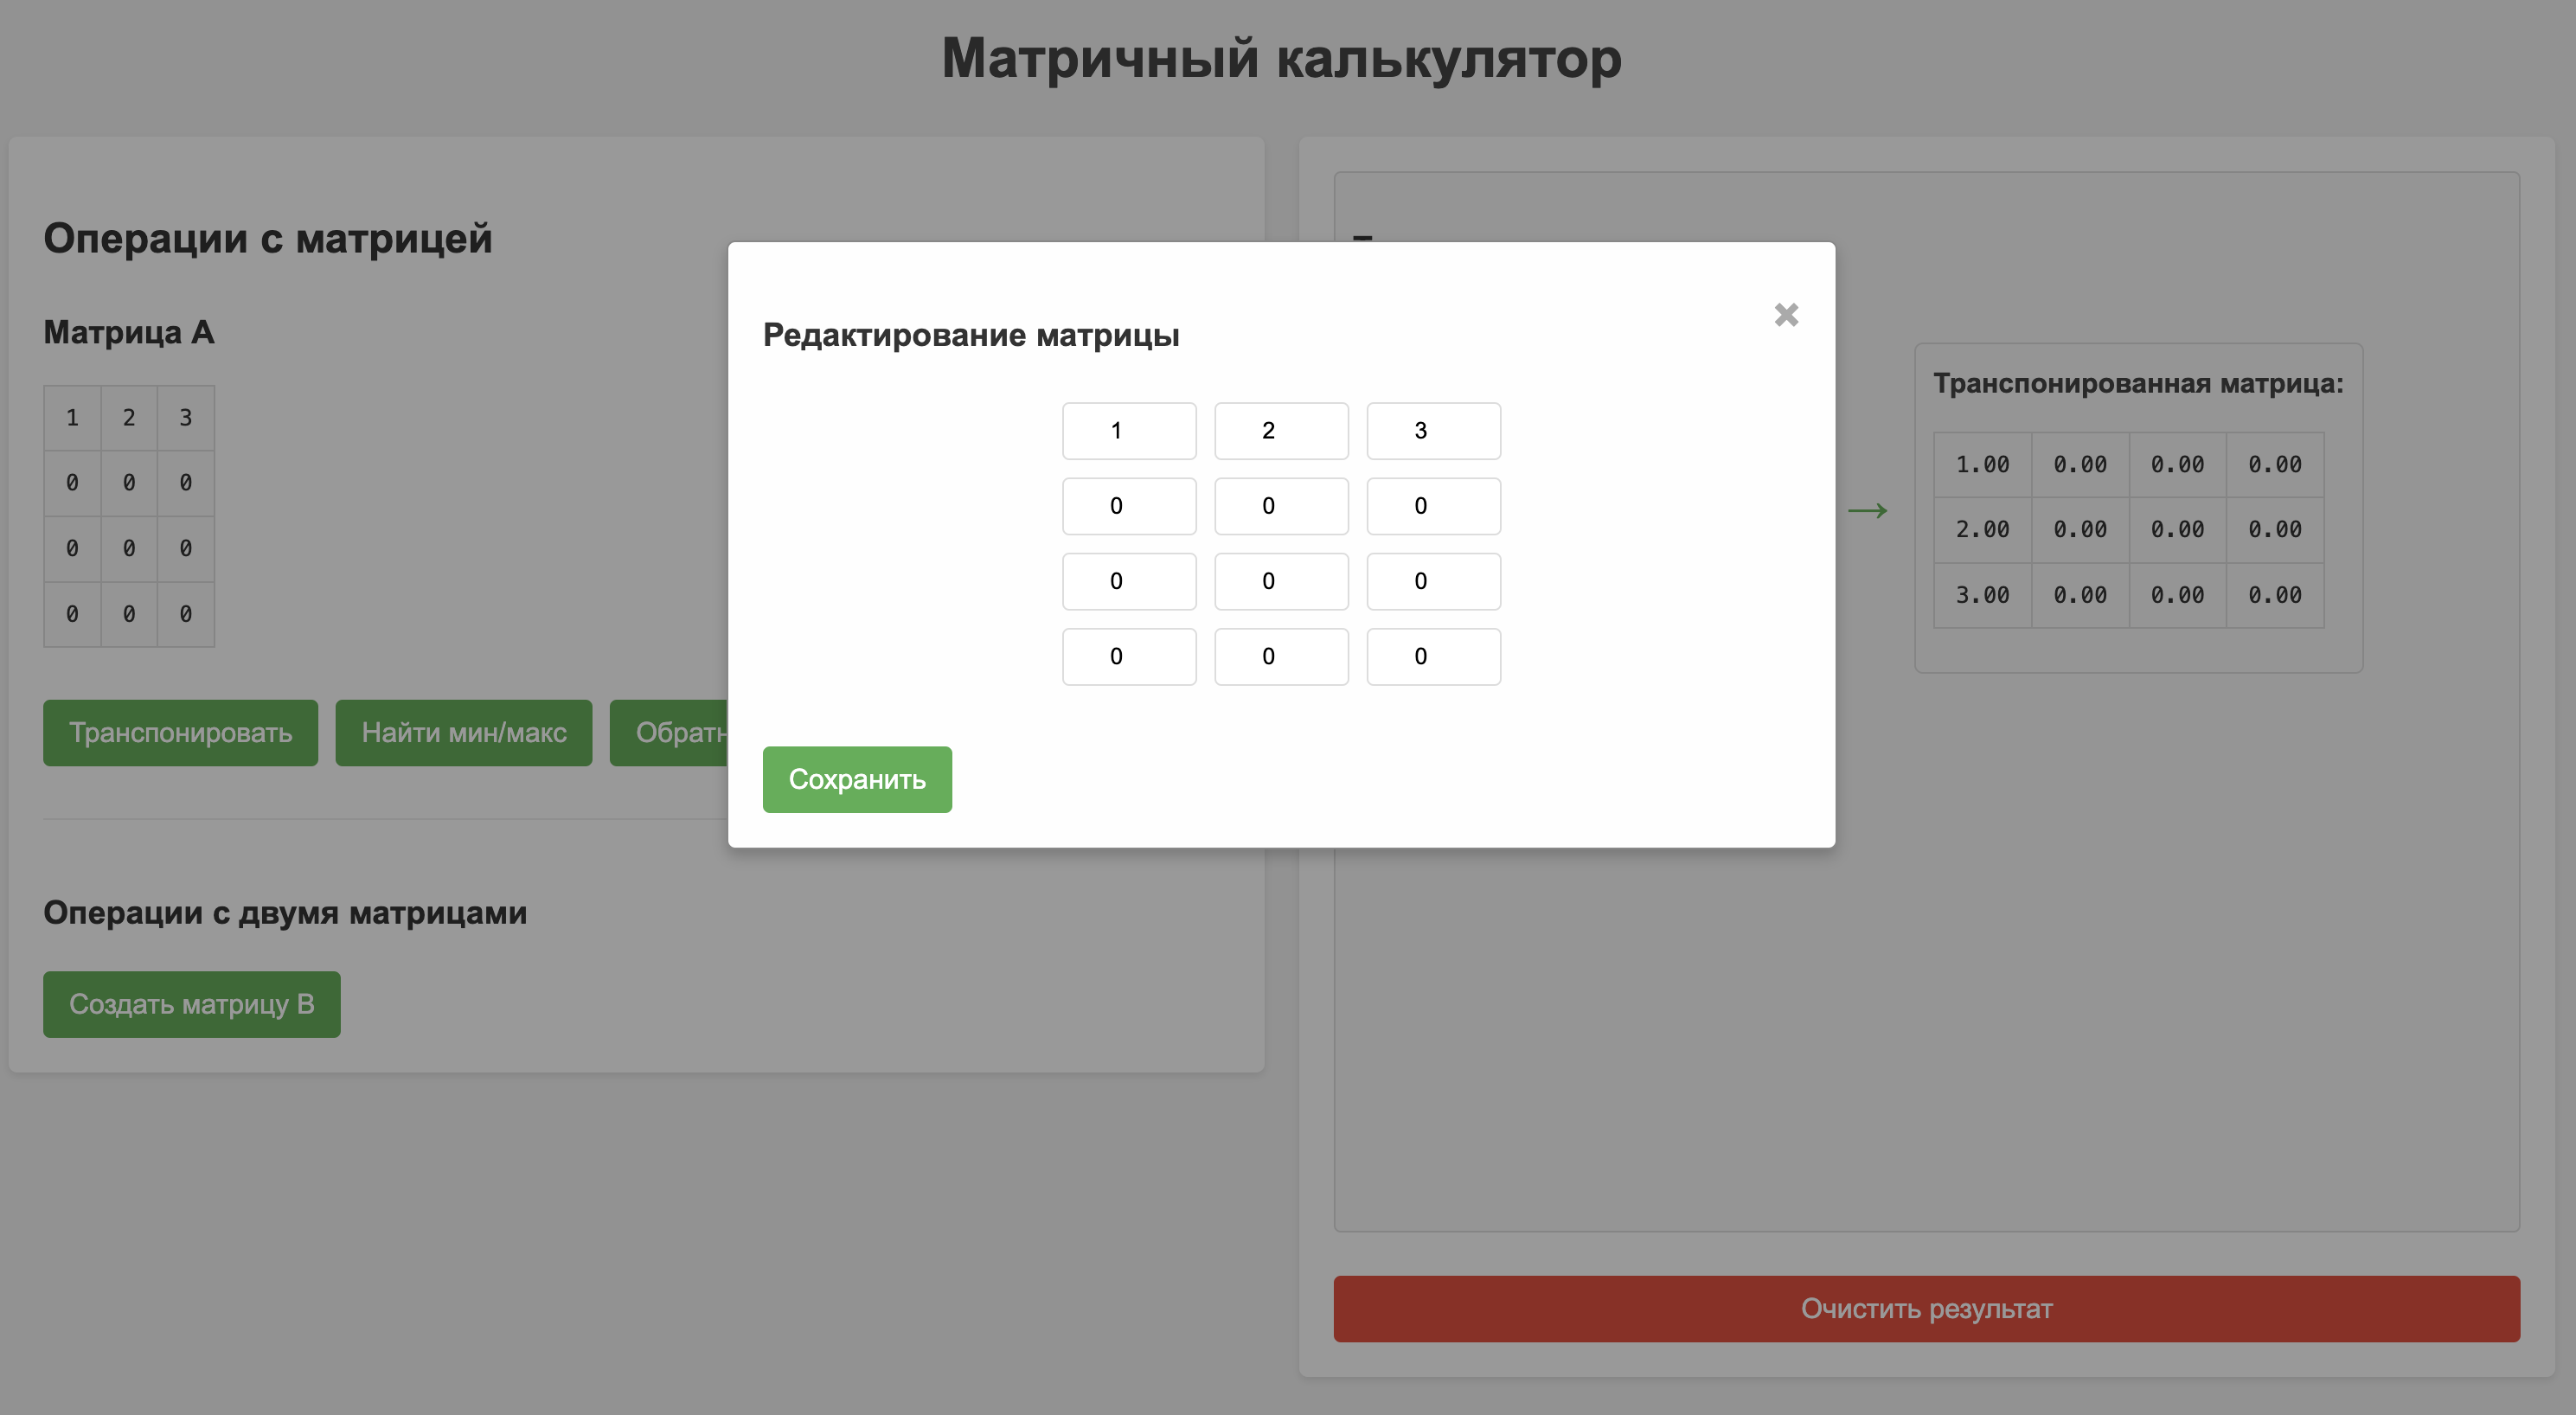 Матричный калькулятор
Операции с матрицей
Матрица A
1 2 3
0 0 0
0 0 0
0 0 0
Транспонировать Найти мин/макс
Операции с двумя матрицами
Создать матрицу B
Редактирование матрицы
1 2 3
0 0 0
0 0 0
0 0 0
Сохранить
→
Транспонированная матрица:
1.00 0.00 0.00 0.00
2.00 0.00 0.00 0.00
3.00 0.00 0.00 0.00
Очистить результат